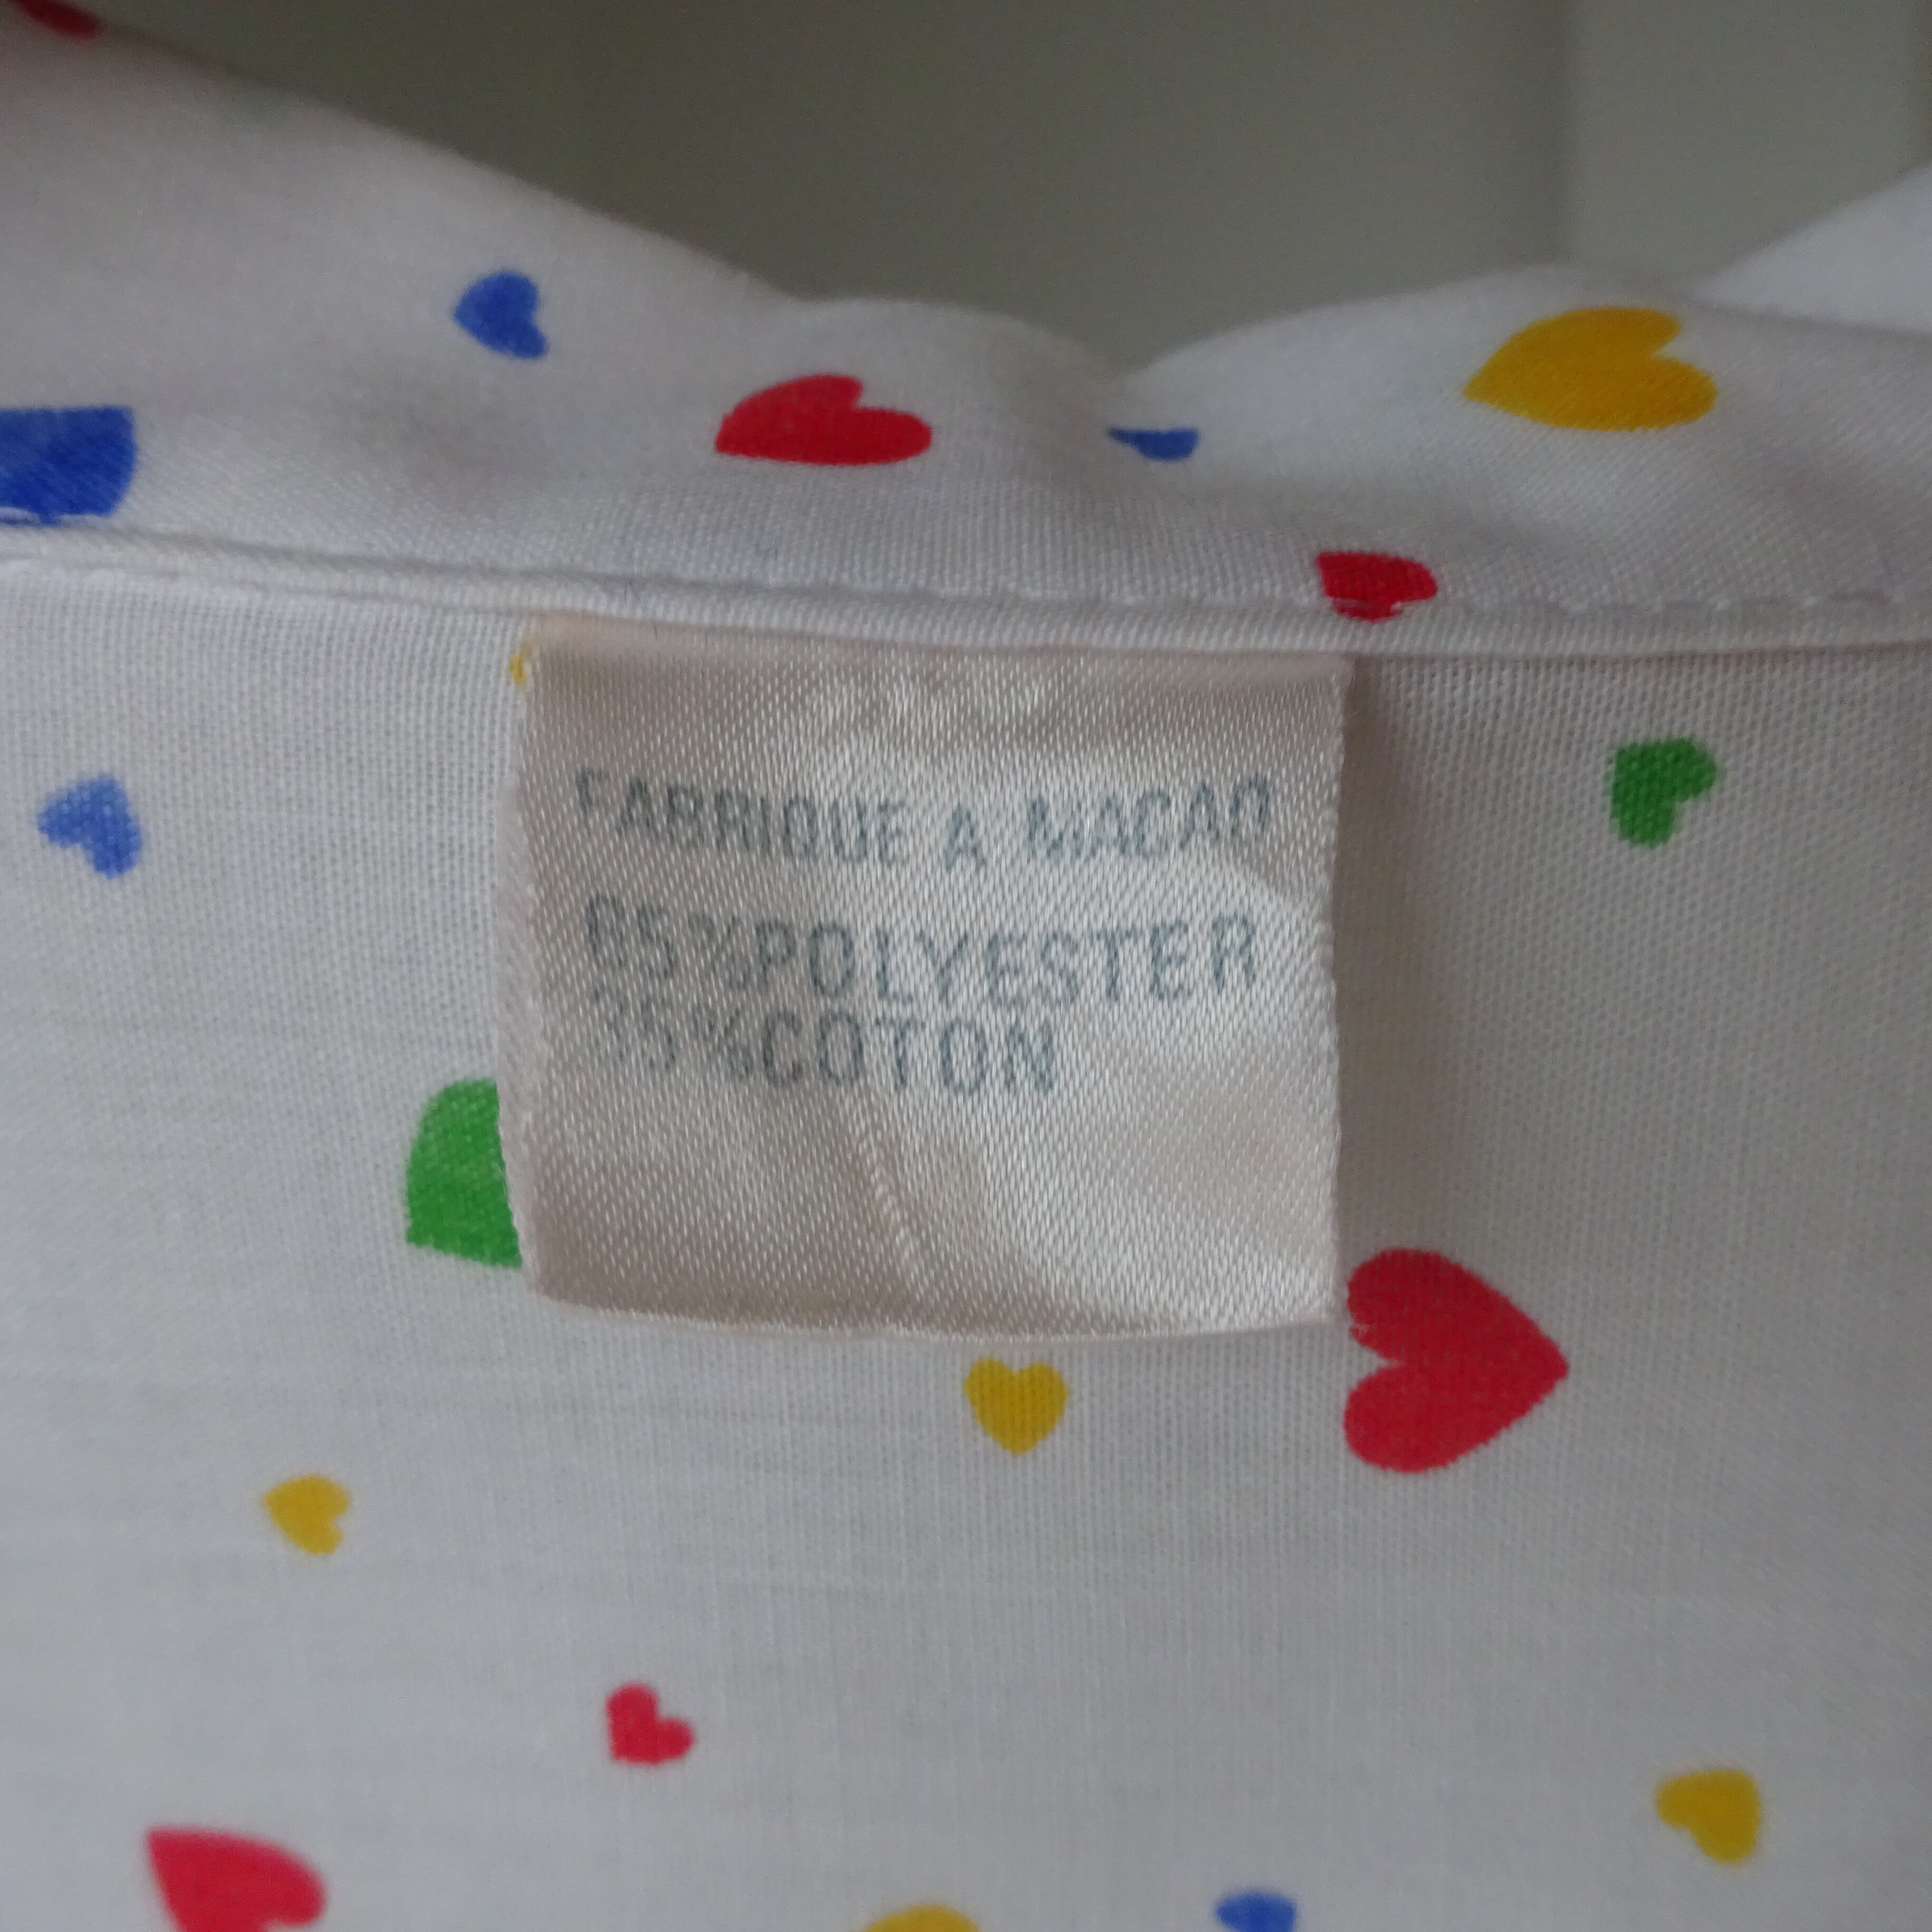 FABRIQUE A MACAO
65%POLYESTER
35%COTON